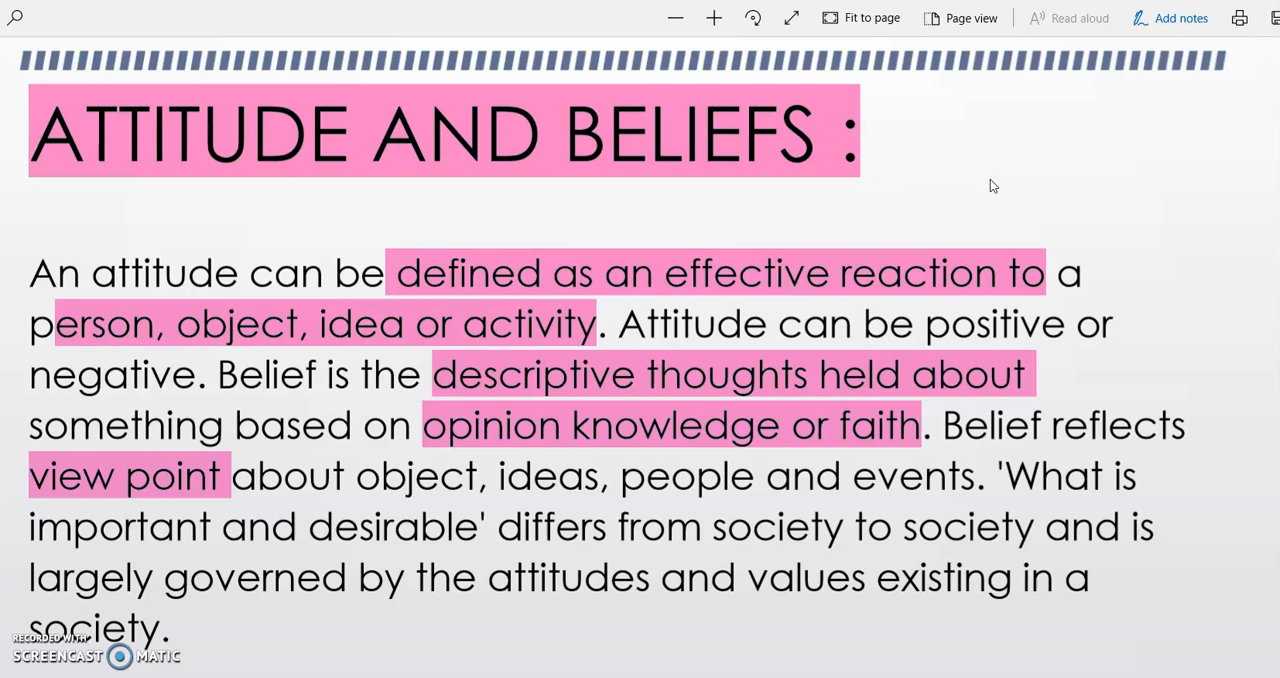 Fit to page
Page view
Read aloud
Add notes
ATTITUDE AND BELIEFS :
An attitude can be defined as an effective reaction to a
person, object, idea or activity. Attitude can be positive or
negative. Belief is the descriptive thoughts held about
something based on opinion knowledge or faith. Belief reflects
view point about object, ideas, people and events. 'What is
important and desirable' differs from society to society and is
largely governed by the attitudes and values existing in a
society.
RECORDED WITH
SCREENCAST MATIC